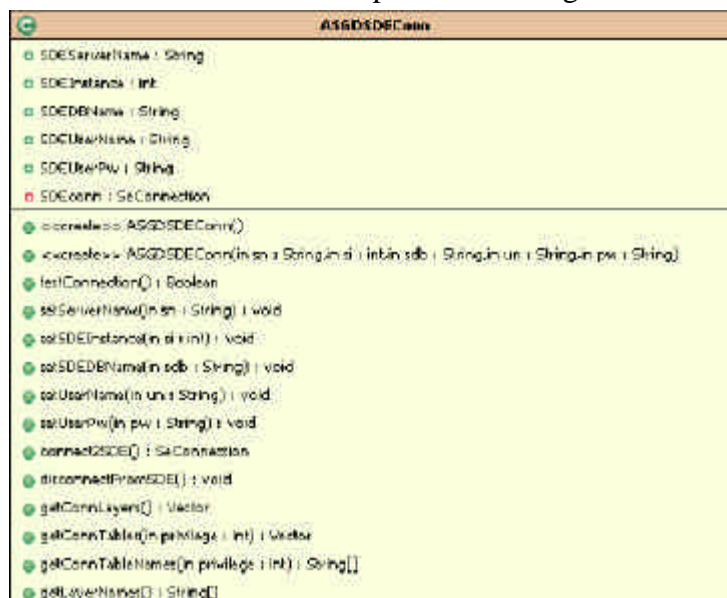 ASGDSDEConn
SDEServerName : String
SDEInstance : int
SDEDBName : String
SDEUserName : String
SDEUserPw : String
SDEconn : SeConnection
<<create>> ASGDSDEConn()
<<create>> ASGDSDEConn(in sn : String,in si : int,in sdb : String,in un : String,in pw : String)
testConnection() : Boolean
setServerName(in sn : String) : void
setSDEInstance(in si : int) : void
setSDEDBName(in sdb : String) : void
setUserName(in un : String) : void
setUserPw(in pw : String) : void
connect2SDE() : SeConnection
disconnectFromSDE() : void
getConnLayers() : Vector
getConnTables(in privilege : int) : Vector
getConnTableNames(in privilege : int) : String[]
getLayerNames() : String[]